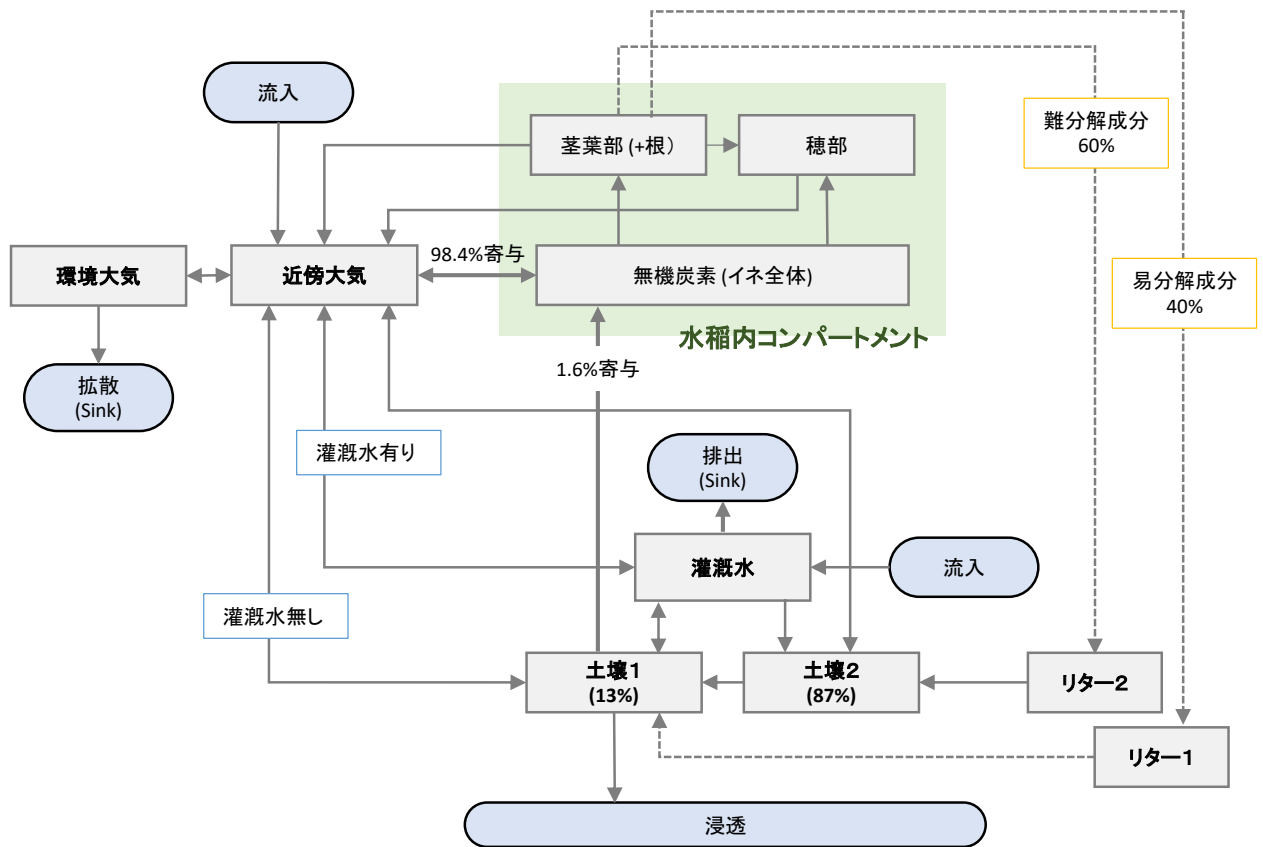 流入
茎葉部 (+根）
穂部
難分解成分
60%
環境大気
近傍大気
98.4%寄与
無機炭素 (イネ全体)
易分解成分
40%
水稲内コンパートメント
1.6%寄与
拡散
(Sink)
灌漑水有り
排出
(Sink)
灌漑水
流入
灌漑水無し
土壌１
(13%)
土壌２
(87%)
リター２
リター１
浸透